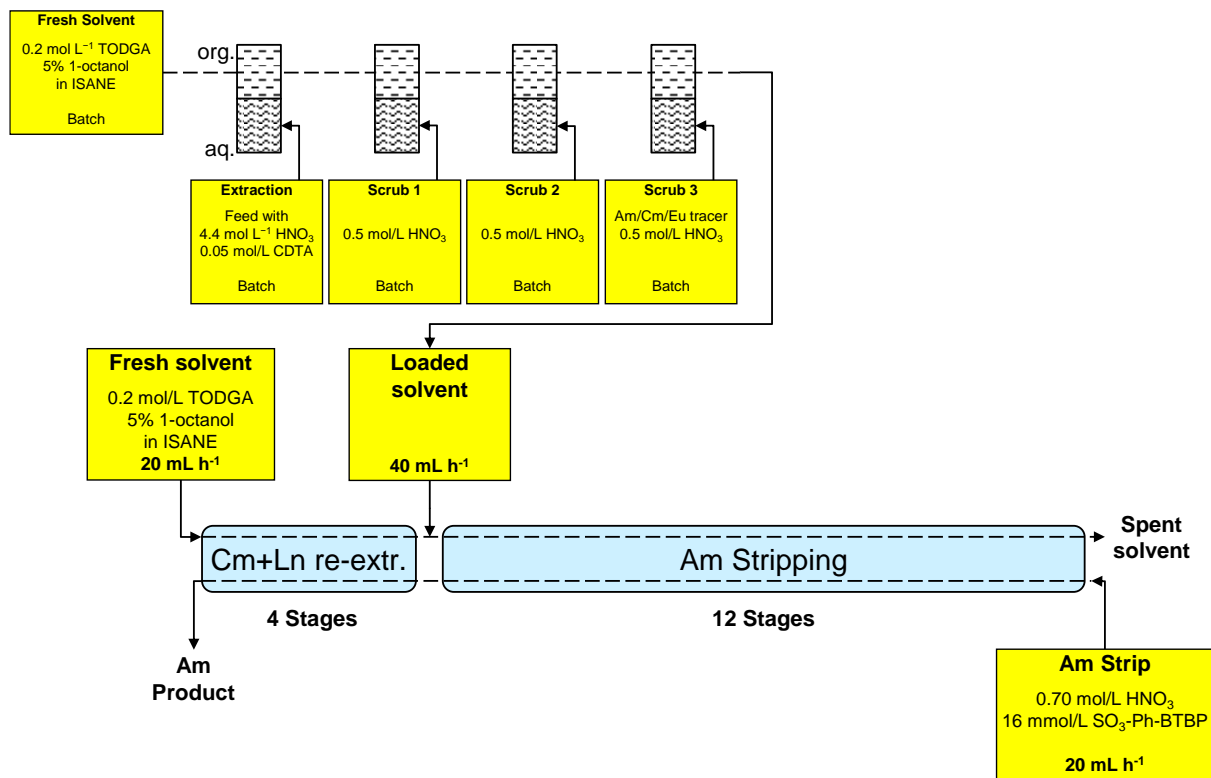 Fresh Solvent
0.2 mol L⁻¹ TODGA
5% 1-octanol
in ISANE
Batch
org.
aq.
Extraction
Feed with
4.4 mol L⁻¹ HNO₃
0.05 mol/L CDTA
Batch
Scrub 1
0.5 mol/L HNO₃
Batch
Scrub 2
0.5 mol/L HNO₃
Batch
Scrub 3
Am/Cm/Eu tracer
0.5 mol/L HNO₃
Batch
Fresh solvent
0.2 mol/L TODGA
5% 1-octanol
in ISANE
20 mL h⁻¹
Loaded
solvent
40 mL h⁻¹
Cm+Ln re-extr.
Am Stripping
Spent
solvent
4 Stages
12 Stages
Am
Product
Am Strip
0.70 mol/L HNO₃
16 mmol/L SO₃-Ph-BTBP
20 mL h⁻¹